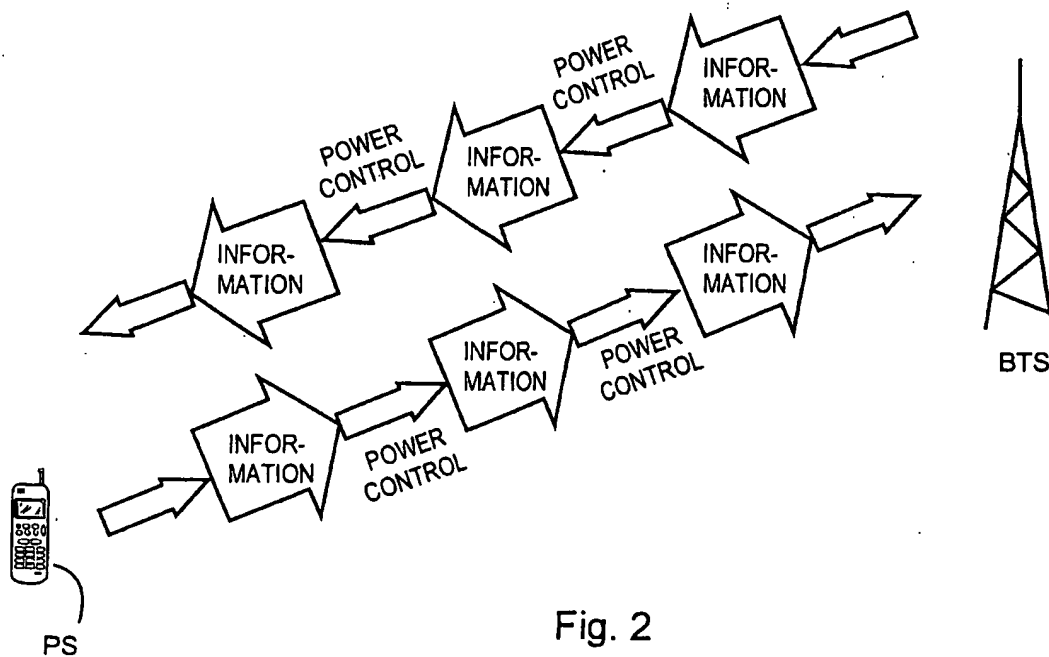 POWER
CONTROL
INFOR-
MATION
POWER
CONTROL
INFOR-
MATION
INFOR-
MATION
INFOR-
MATION
POWER
CONTROL
INFOR-
MATION
INFOR-
MATION
POWER
CONTROL
BTS
PS
Fig. 2